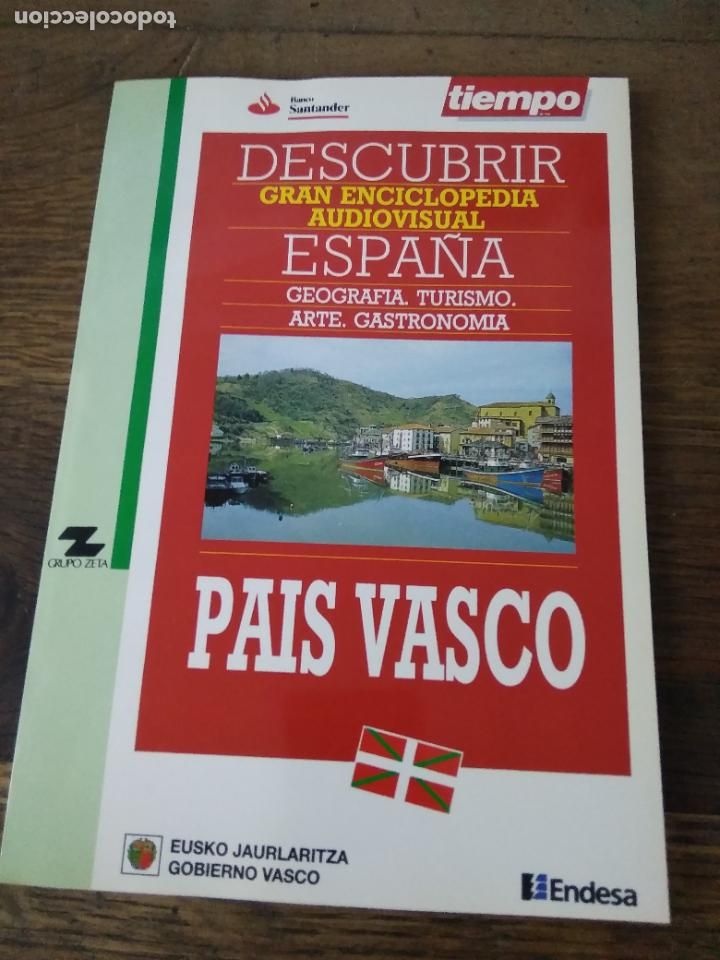 todocoleccion
Banco
Santander
tiempo
DESCUBRIR
GRAN ENCICLOPEDIA
AUDIOVISUAL
ESPAÑA
GEOGRAFIA. TURISMO.
ARTE. GASTRONOMIA
GRUPO ZETA
PAIS VASCO
EUSKO JAURLARITZA
GOBIERNO VASCO
Endesa